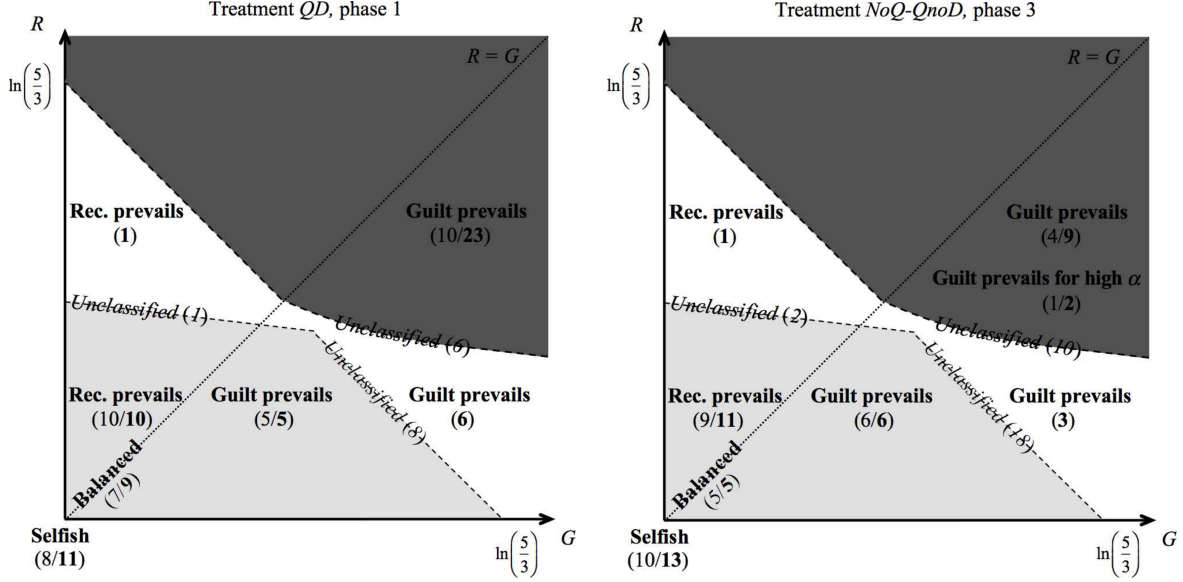 Treatment QD, phase 1
R
R = G
ln(5/3)
Rec. prevails
(1)
Guilt prevails
(10/23)
Unclassified (1)
Unclassified (6)
Unclassified (8)
Rec. prevails
(10/10)
Guilt prevails
(5/5)
Guilt prevails
(6)
Balanced
(7/9)
Selfish
(8/11)
ln(5/3)
G
Treatment NoQ-QnoD, phase 3
R
R = G
ln(5/3)
Rec. prevails
(1)
Guilt prevails
(4/9)
Guilt prevails for high α
(1/2)
Unclassified (2)
Unclassified (10)
Unclassified (18)
Rec. prevails
(9/11)
Guilt prevails
(6/6)
Guilt prevails
(3)
Balanced
(5/5)
Selfish
(10/13)
ln(5/3)
G